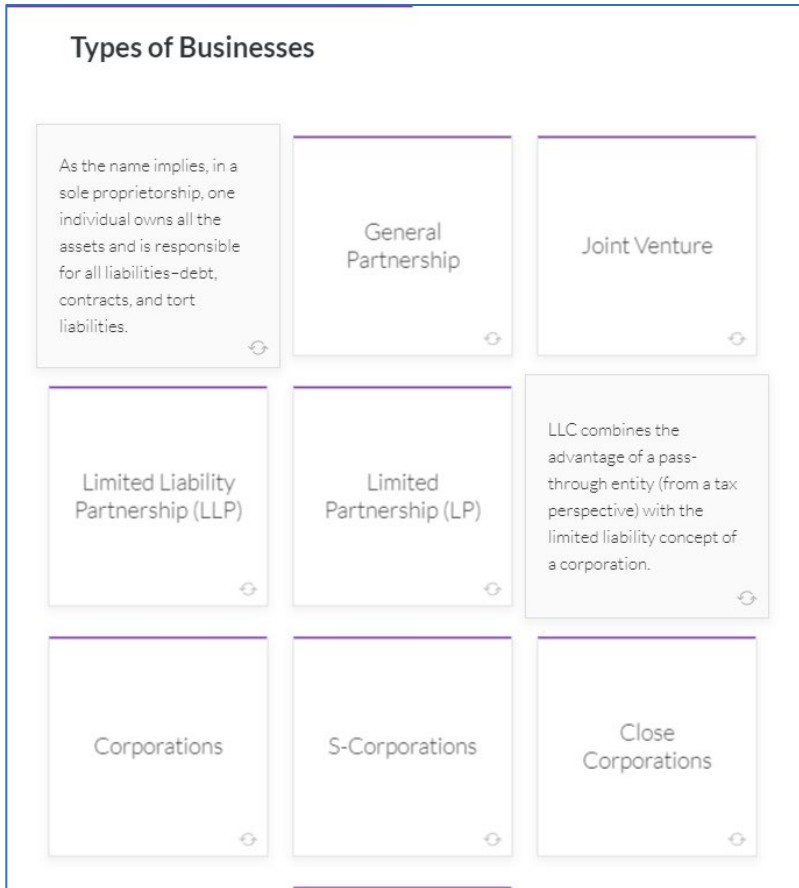 Types of Businesses
As the name implies, in a
sole proprietorship, one
individual owns all the
assets and is responsible
for all liabilities–debt,
contracts, and tort
liabilities.
General
Partnership
Joint Venture
Limited Liability
Partnership (LLP)
Limited
Partnership (LP)
LLC combines the
advantage of a pass-
through entity (from a tax
perspective) with the
limited liability concept of
a corporation.
Corporations
S-Corporations
Close
Corporations